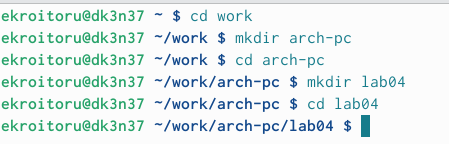 ekroitoru@dk3n37 ~ $ cd work
ekroitoru@dk3n37 ~/work $ mkdir arch-pc
ekroitoru@dk3n37 ~/work $ cd arch-pc
ekroitoru@dk3n37 ~/work/arch-pc $ mkdir lab04
ekroitoru@dk3n37 ~/work/arch-pc $ cd lab04
ekroitoru@dk3n37 ~/work/arch-pc/lab04 $